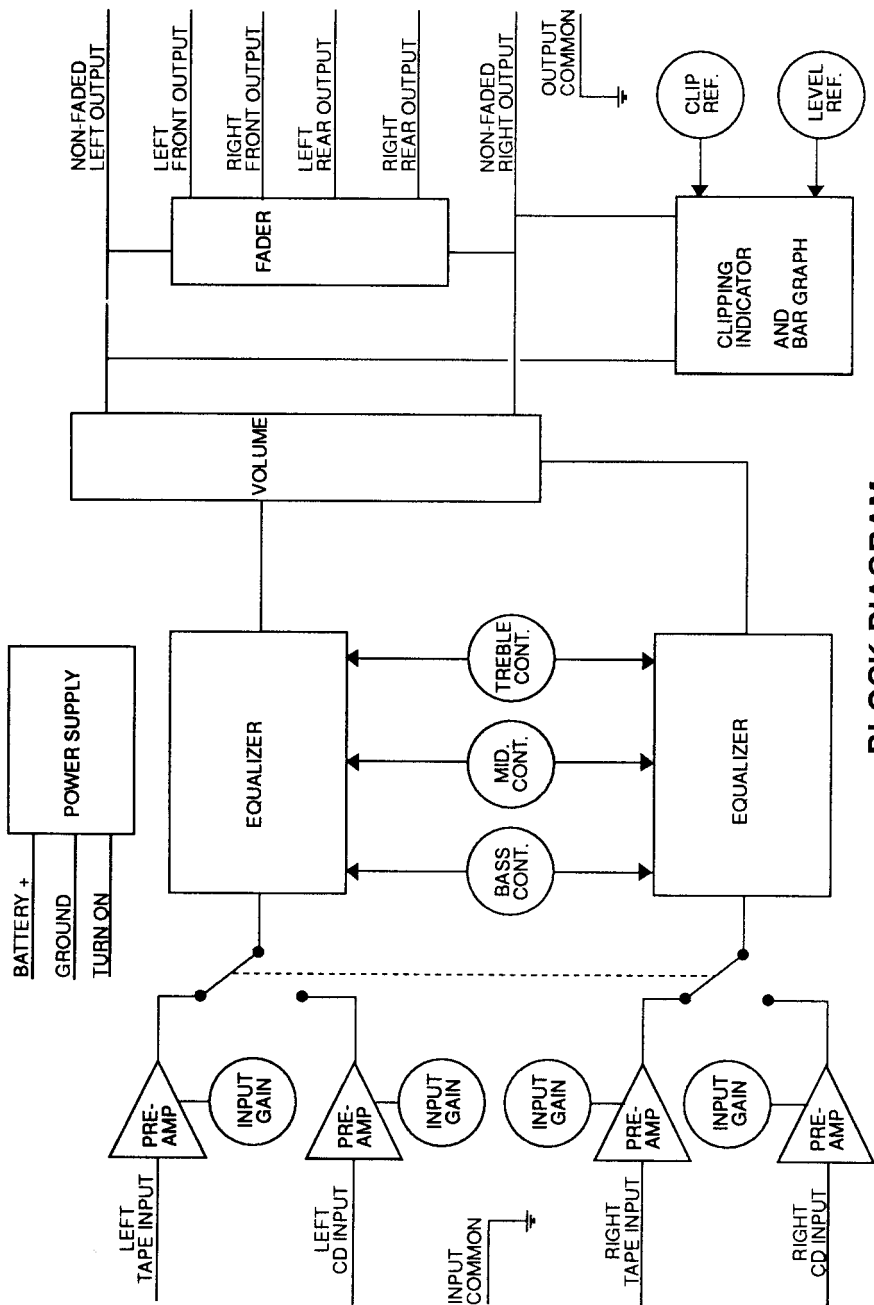 BATTERY +
GROUND
TURN ON
POWER SUPPLY
LEFT
TAPE INPUT
PRE-
AMP
INPUT
GAIN
LEFT
CD INPUT
PRE-
AMP
INPUT
GAIN
INPUT
COMMON
RIGHT
TAPE INPUT
PRE-
AMP
INPUT
GAIN
RIGHT
CD INPUT
PRE-
AMP
INPUT
GAIN
EQUALIZER
BASS
CONT.
MID.
CONT.
TREBLE
CONT.
EQUALIZER
VOLUME
FADER
NON-FADED
LEFT OUTPUT
LEFT
FRONT OUTPUT
RIGHT
FRONT OUTPUT
LEFT
REAR OUTPUT
RIGHT
REAR OUTPUT
NON-FADED
RIGHT OUTPUT
OUTPUT
COMMON
CLIPPING
INDICATOR
AND
BAR GRAPH
CLIP
REF.
LEVEL
REF.
BLOCK DIAGRAM